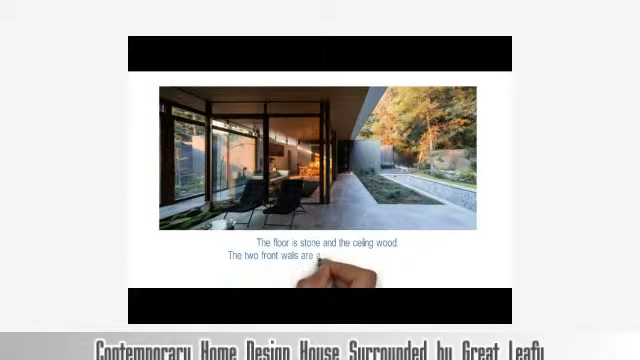 The floor is stone and the ceiling wood.
The two front walls are a
Contemporary Home Design House Surrounded by Great Leafy